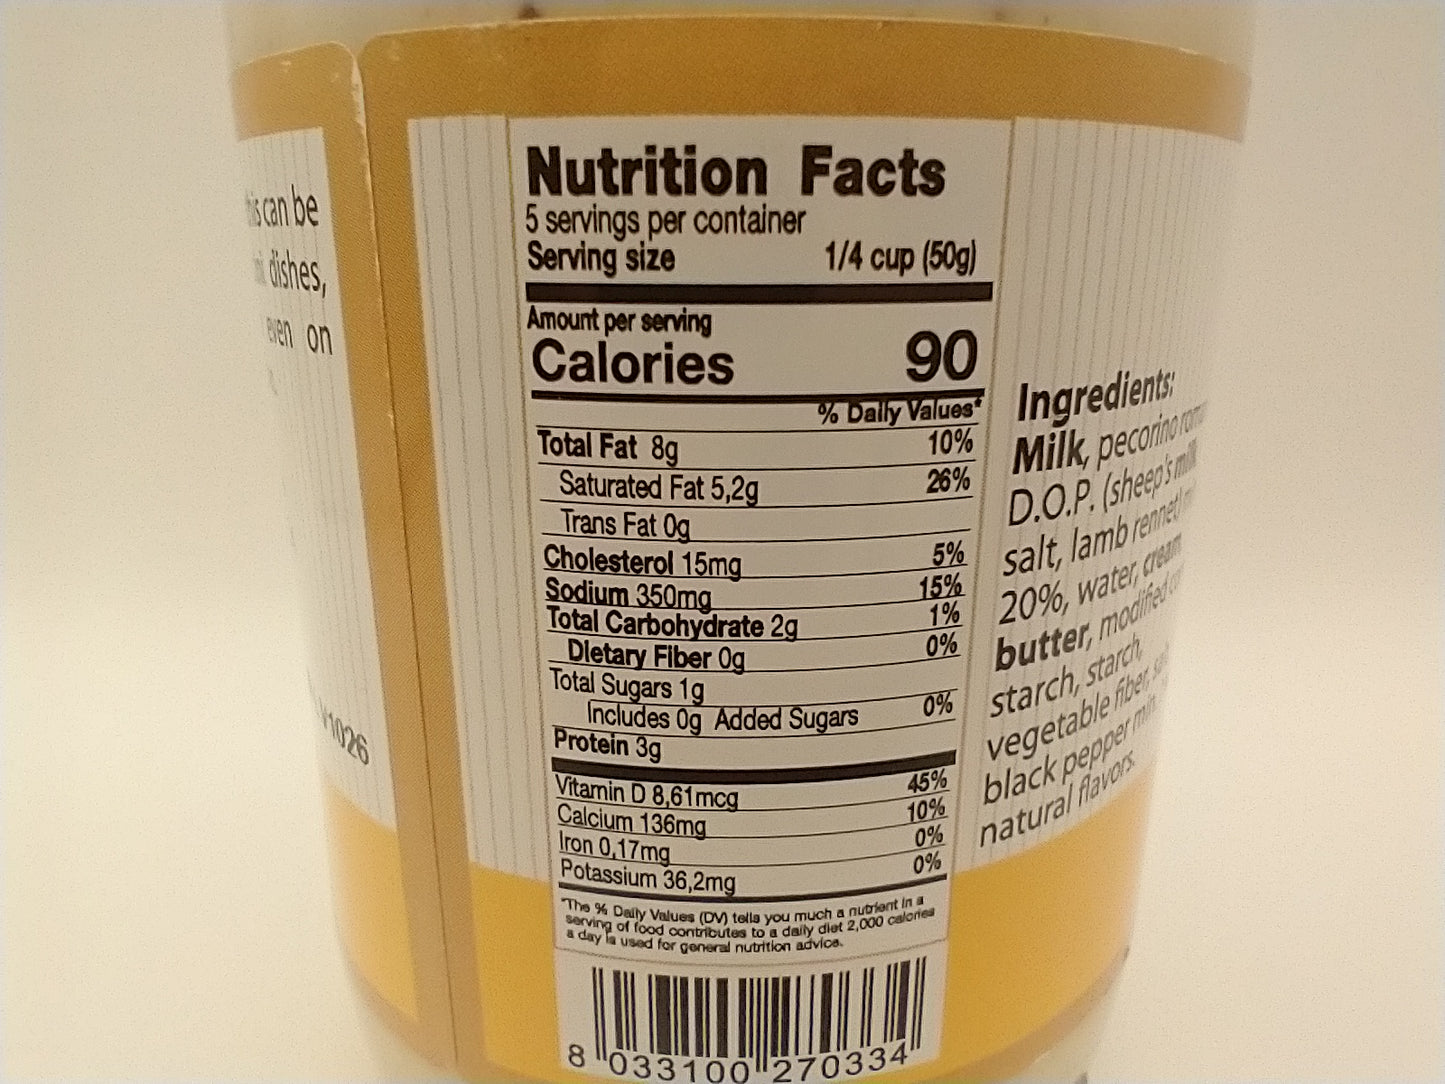 can be
dishes,
even on
Nutrition Facts
5 servings per container
Serving size 1/4 cup (50g)
Amount per serving
Calories 90
% Daily Values*
Total Fat 8g 10%
Saturated Fat 5,2g 26%
Trans Fat 0g
Cholesterol 15mg 5%
Sodium 350mg 15%
Total Carbohydrate 2g 1%
Dietary Fiber 0g 0%
Total Sugars 1g
Includes 0g Added Sugars 0%
Protein 3g
Vitamin D 8,61mcg 45%
Calcium 136mg 10%
Iron 0,17mg 0%
Potassium 36,2mg 0%
*The % Daily Values (DV) tells you much a nutrient in a
serving of food contributes to a daily diet 2,000 calories
a day is used for general nutrition advice.
8 033100 270334
Ingredients:
Milk, pecorino
D.O.P. (sheep's milk
salt, lamb rennet)
20%, water, cream
butter, modified
starch, starch,
vegetable fiber,
black pepper
natural flavors.